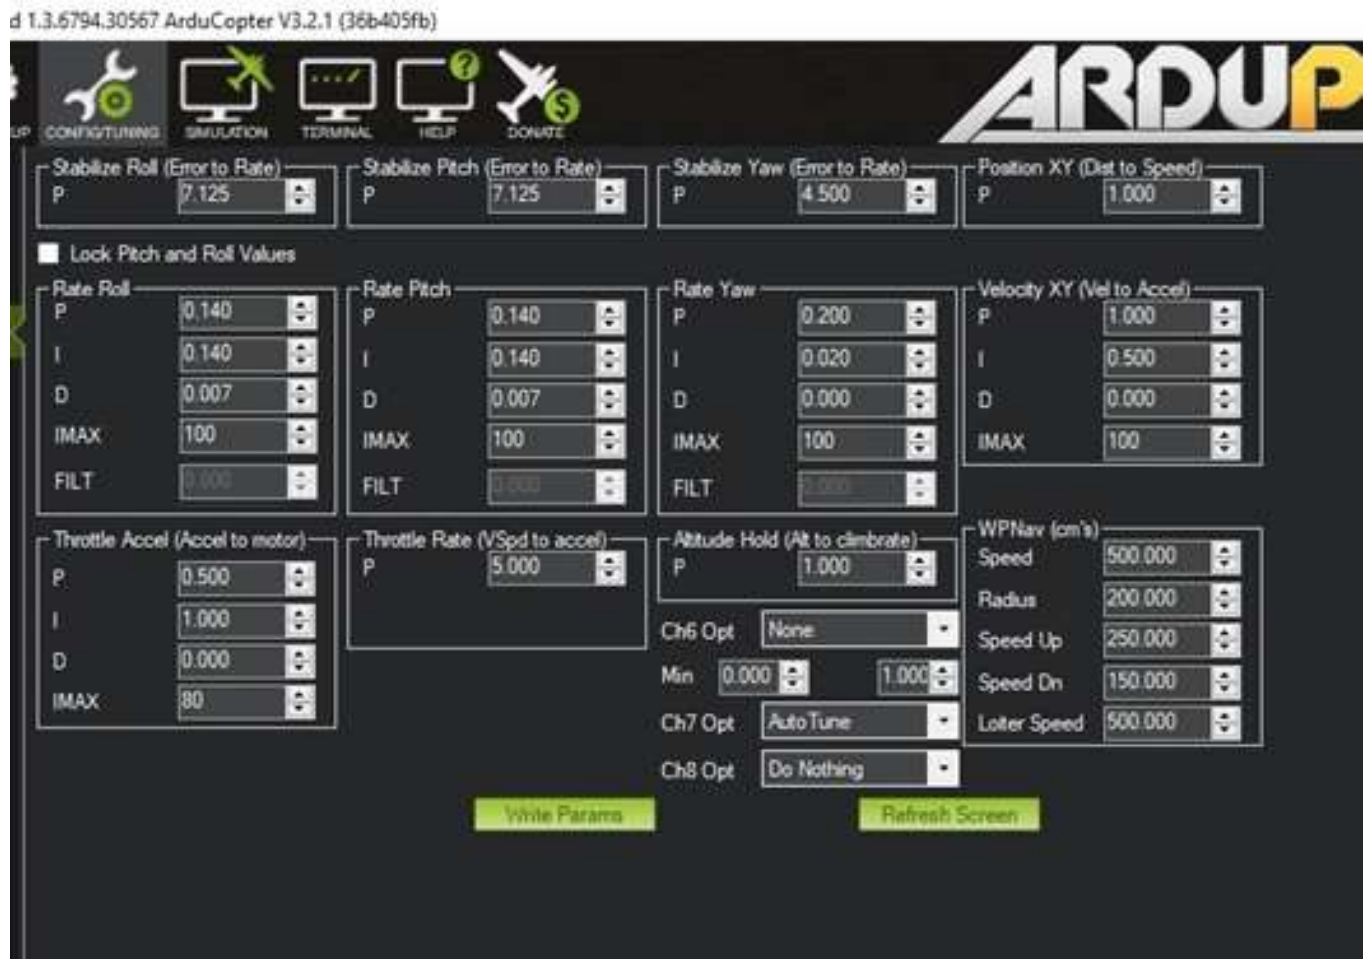 d 1.3.6794.30567 ArduCopter V3.2.1 (36b405fb)
UP CONFIG/TUNING SIMULATION TERMINAL HELP DONATE
ARDUP
Stabilize Roll (Error to Rate) Stabilize Pitch (Error to Rate) Stabilize Yaw (Error to Rate) Position XY (Dist to Speed)
P 7.125 P 7.125 P 4.500 P 1.000
Lock Pitch and Roll Values
Rate Roll Rate Pitch Rate Yaw Velocity XY (Vel to Accel)
P 0.140 P 0.140 P 0.200 P 1.000
I 0.140 I 0.140 I 0.020 I 0.500
D 0.007 D 0.007 D 0.000 D 0.000
IMAX 100 IMAX 100 IMAX 100 IMAX 100
FILT 0.000 FILT 0.000 FILT
Throttle Accel (Accel to motor) Throttle Rate (VSpd to accel) Altitude Hold (Alt to climbrate) WPNav (cm's)
P 0.500 P 5.000 P 1.000 Speed 500.000
Radius 200.000
I 1.000 Ch6 Opt None Speed Up 250.000
D 0.000 Min 0.000 1.000 Speed Dn 150.000
IMAX 80 Ch7 Opt AutoTune Loiter Speed 500.000
Ch8 Opt Do Nothing
Write Params Refresh Screen